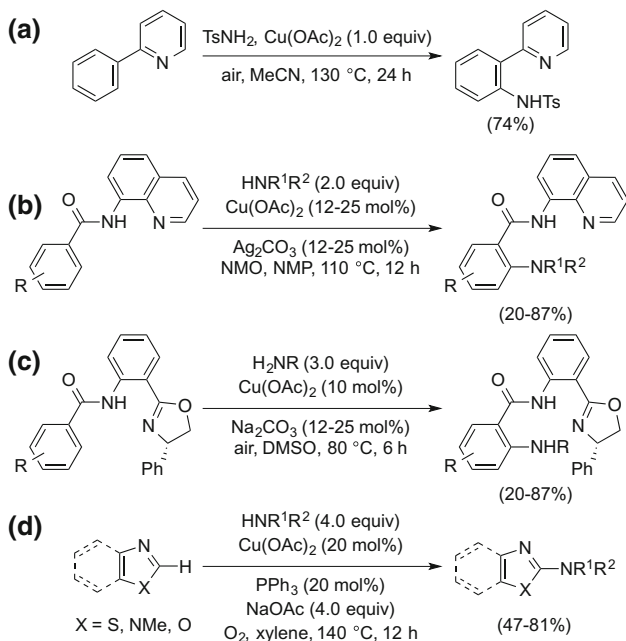 (a)
N
TsNH2, Cu(OAc)2 (1.0 equiv)
air, MeCN, 130 °C, 24 h
N
NHTs
(74%)
(b)
O
N
H
N
R
HNR1R2 (2.0 equiv)
Cu(OAc)2 (12-25 mol%)
Ag2CO3 (12-25 mol%)
NMO, NMP, 110 °C, 12 h
O
N
H
N
NR1R2
R
(20-87%)
(c)
O
N
H
O
N
Ph
R
H2NR (3.0 equiv)
Cu(OAc)2 (10 mol%)
Na2CO3 (12-25 mol%)
air, DMSO, 80 °C, 6 h
O
N
H
O
N
NHR
R
Ph
(20-87%)
(d)
N
H
X
X = S, NMe, O
HNR1R2 (4.0 equiv)
Cu(OAc)2 (20 mol%)
PPh3 (20 mol%)
NaOAc (4.0 equiv)
O2, xylene, 140 °C, 12 h
N
NR1R2
X
(47-81%)